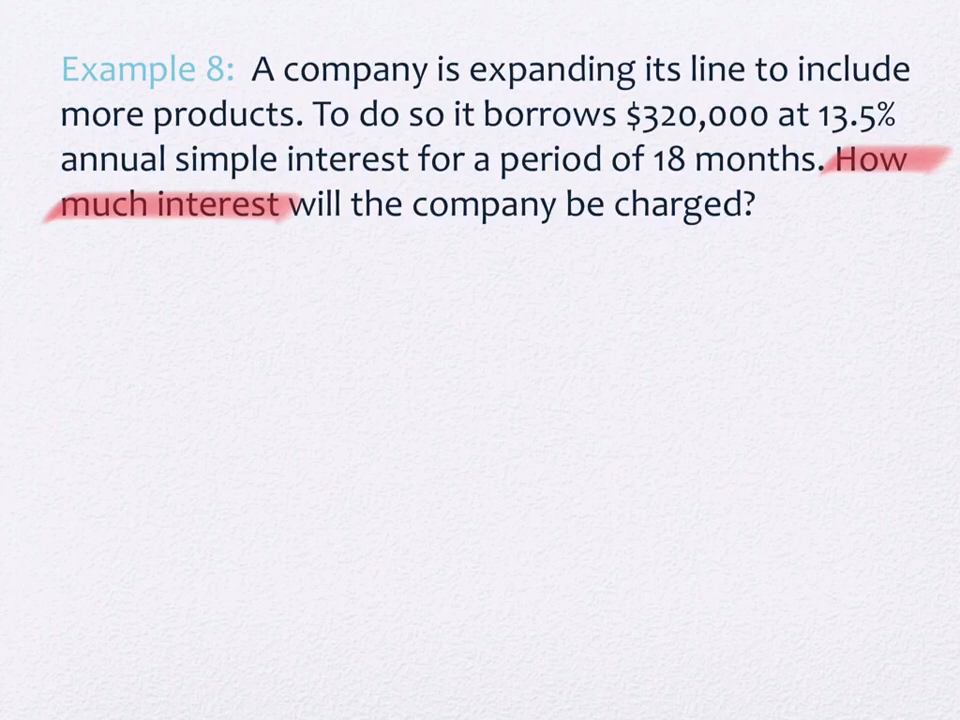 Example 8: A company is expanding its line to include
more products. To do so it borrows $320,000 at 13.5%
annual simple interest for a period of 18 months. How
much interest will the company be charged?